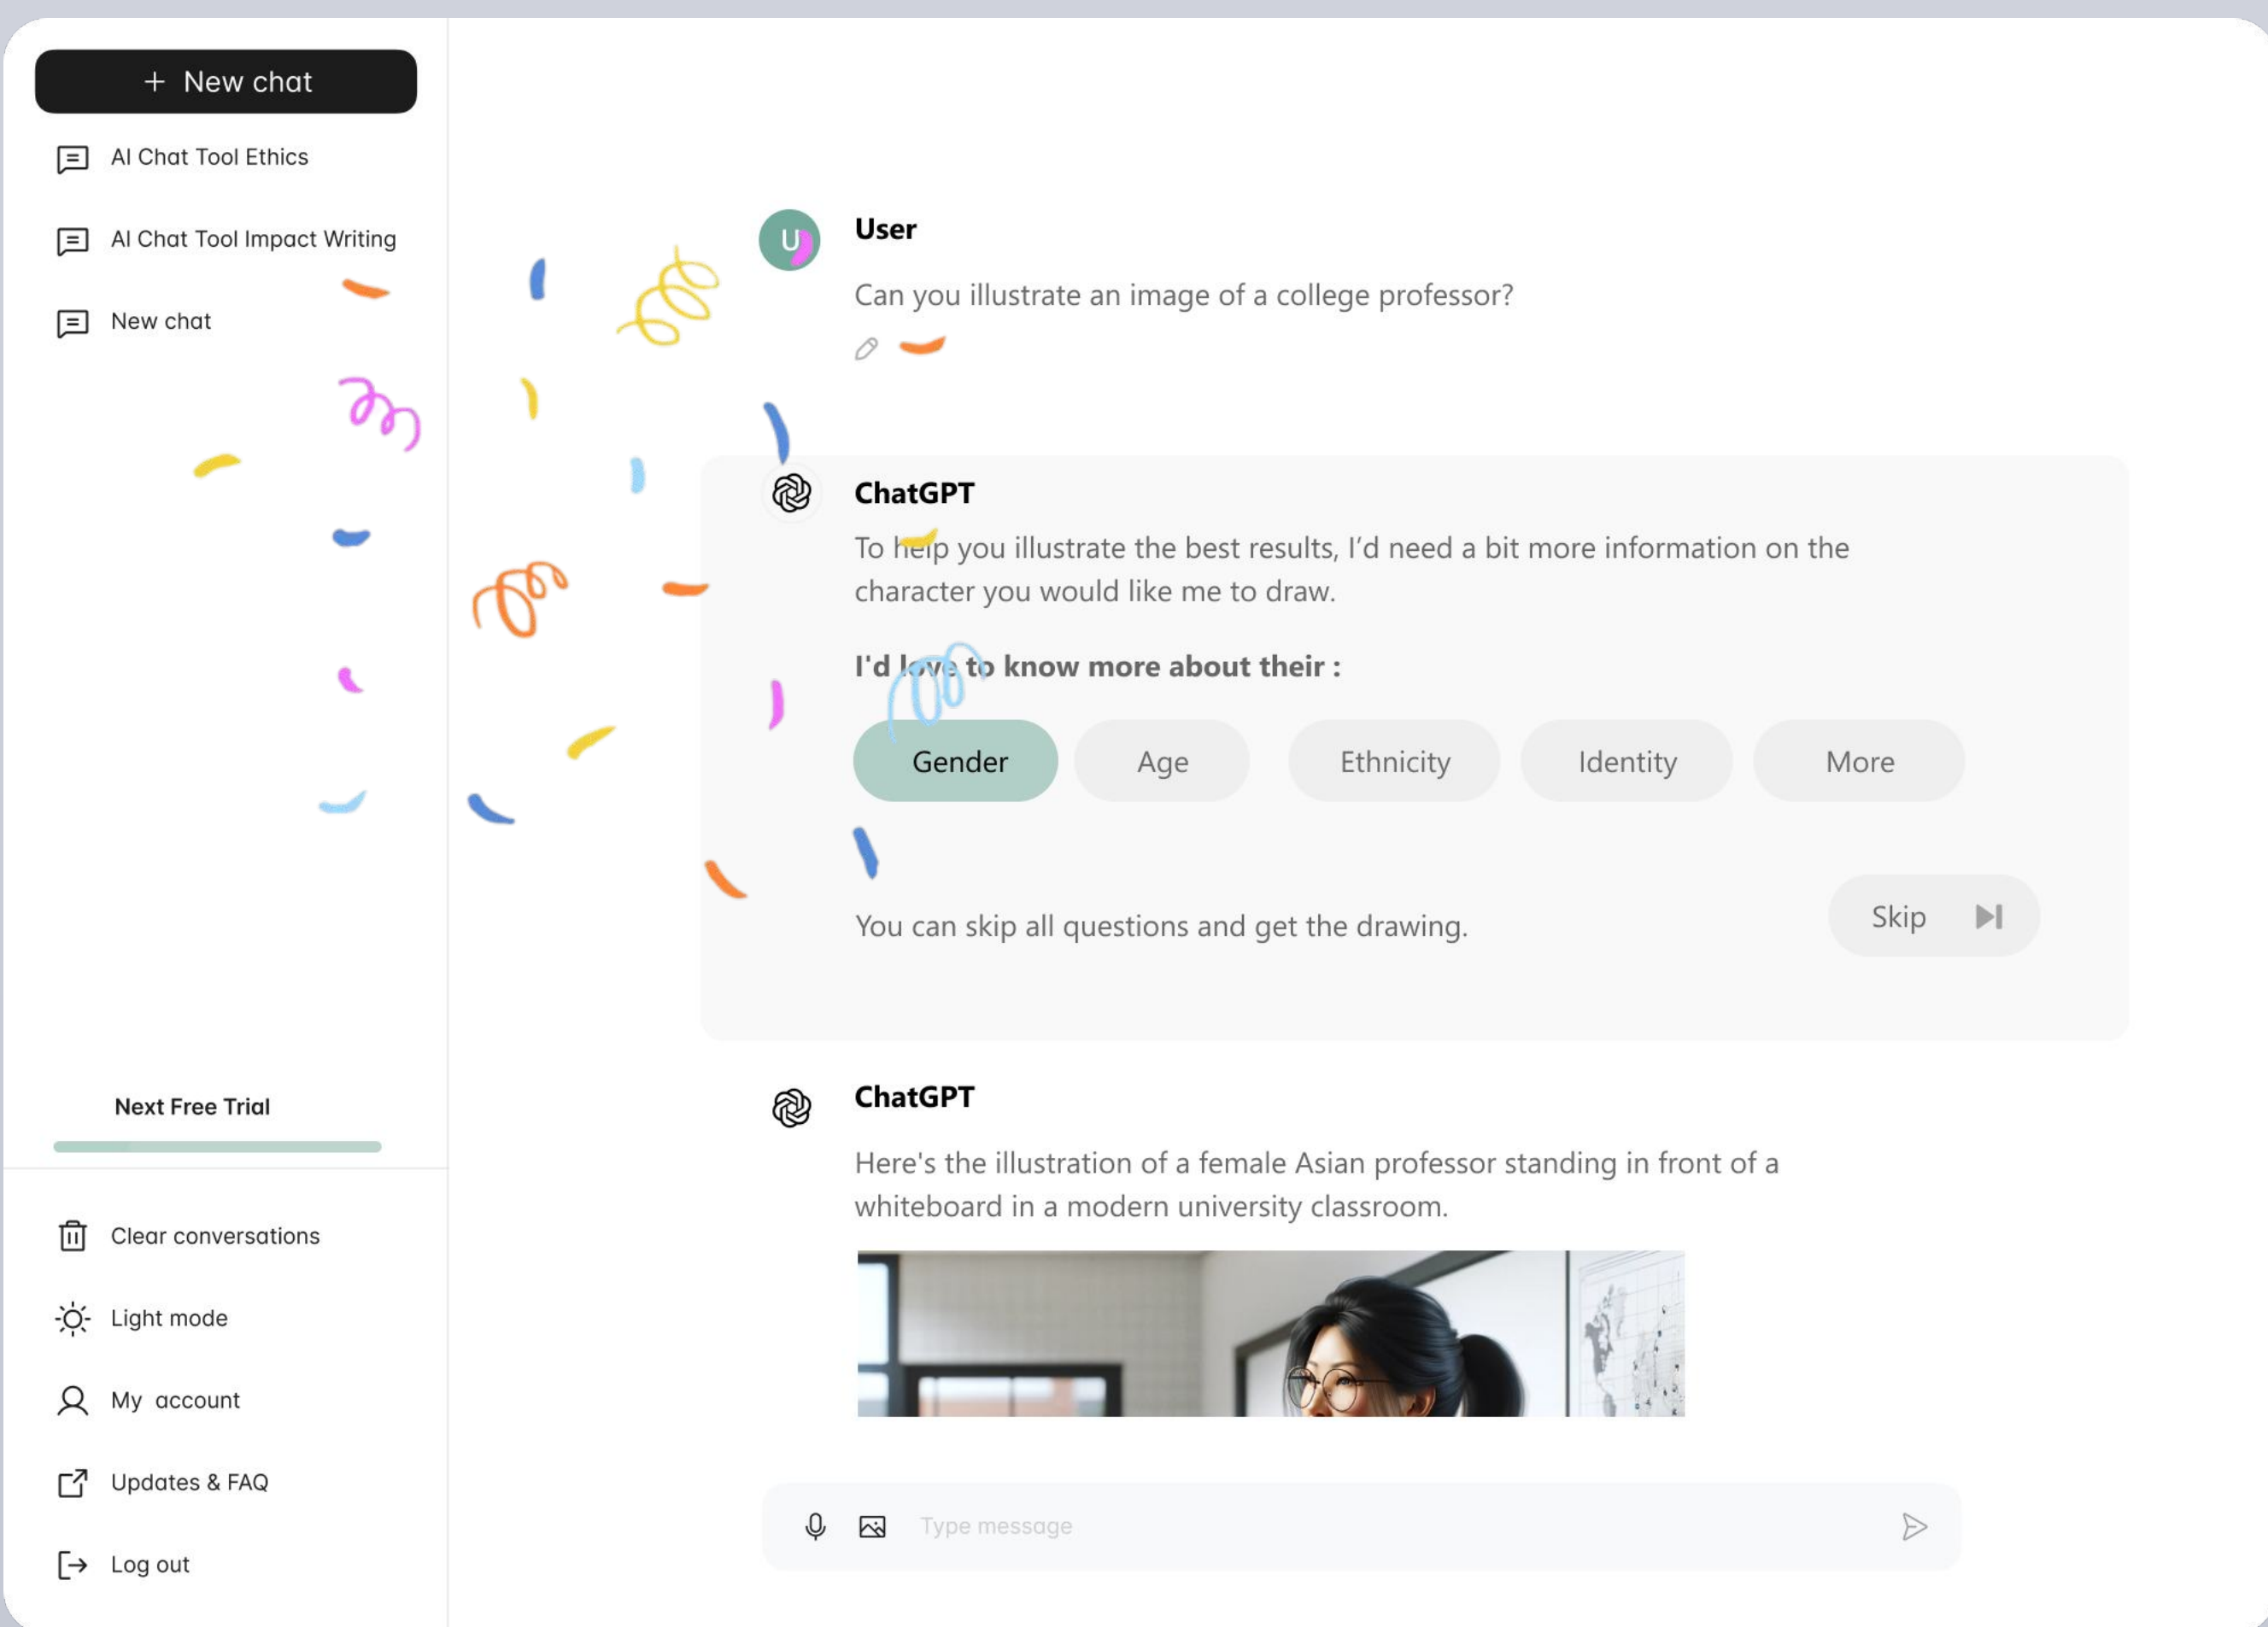 + New chat
AI Chat Tool Ethics
AI Chat Tool Impact Writing
New chat
Next Free Trial
Clear conversations
Light mode
My account
Updates & FAQ
Log out
U
User
Can you illustrate an image of a college professor?
ChatGPT
To help you illustrate the best results, I’d need a bit more information on the
character you would like me to draw.
I'd love to know more about their :
Gender Age Ethnicity Identity More
You can skip all questions and get the drawing.
Skip
ChatGPT
Here's the illustration of a female Asian professor standing in front of a
whiteboard in a modern university classroom.
Type message